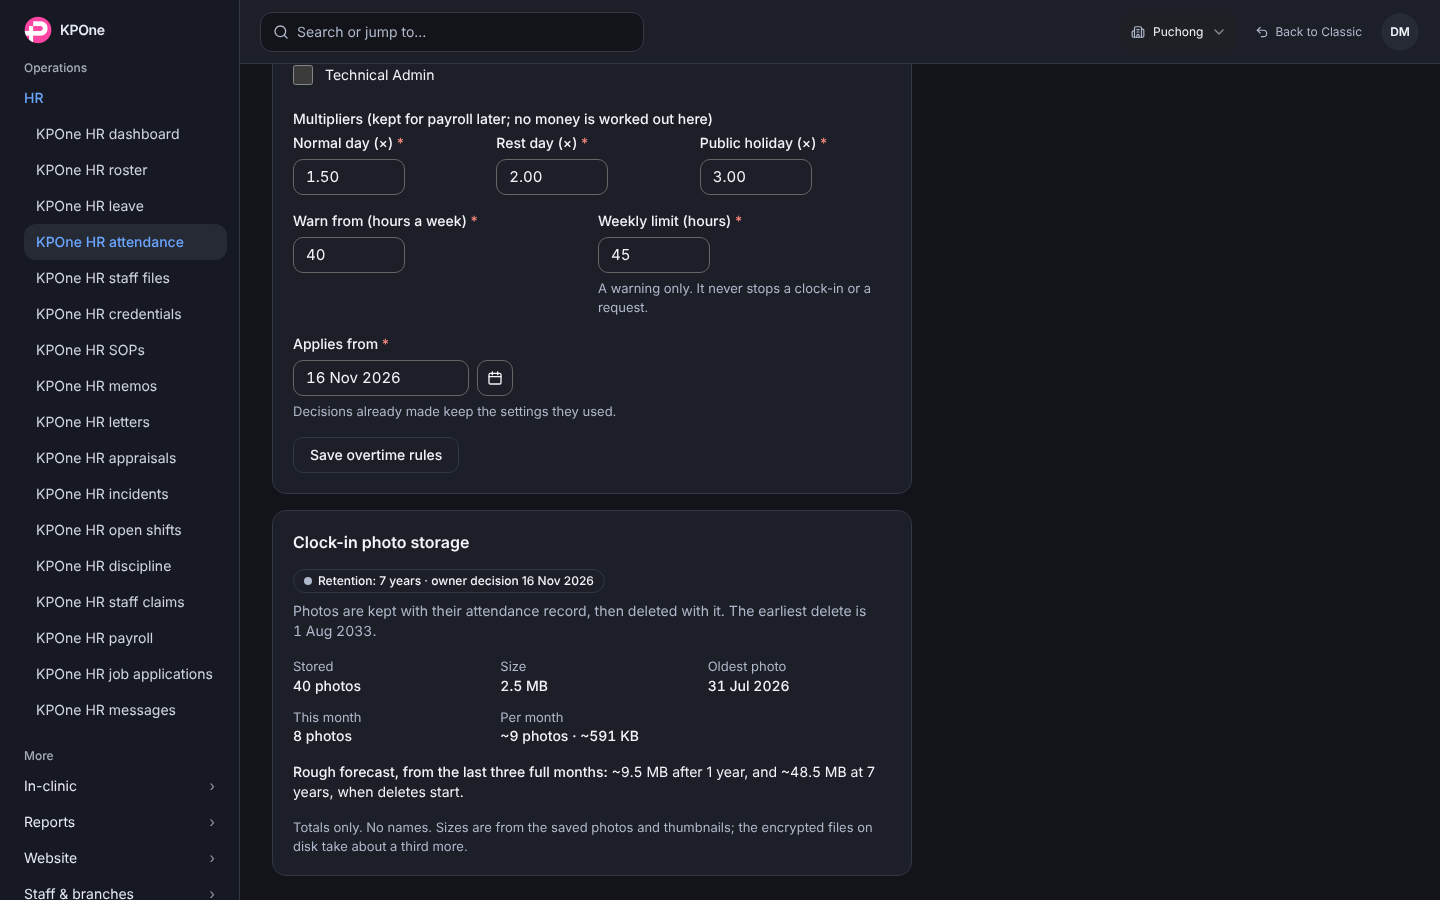 KPOne
Search or jump to...
Puchong
Back to Classic
DM
Operations
HR
KPOne HR dashboard
KPOne HR roster
KPOne HR leave
KPOne HR attendance
KPOne HR staff files
KPOne HR credentials
KPOne HR SOPs
KPOne HR memos
KPOne HR letters
KPOne HR appraisals
KPOne HR incidents
KPOne HR open shifts
KPOne HR discipline
KPOne HR staff claims
KPOne HR payroll
KPOne HR job applications
KPOne HR messages
More
In-clinic
Reports
Website
Staff & branches
Technical Admin
Multipliers (kept for payroll later; no money is worked out here)
Normal day (×) *
Rest day (×) *
Public holiday (×) *
1.50
2.00
3.00
Warn from (hours a week) *
Weekly limit (hours) *
40
45
A warning only. It never stops a clock-in or a
request.
Applies from *
16 Nov 2026
Decisions already made keep the settings they used.
Save overtime rules
Clock-in photo storage
Retention: 7 years · owner decision 16 Nov 2026
Photos are kept with their attendance record, then deleted with it. The earliest delete is
1 Aug 2033.
Stored
Size
Oldest photo
40 photos
2.5 MB
31 Jul 2026
This month
Per month
8 photos
~9 photos · ~591 KB
Rough forecast, from the last three full months: ~9.5 MB after 1 year, and ~48.5 MB at 7
years, when deletes start.
Totals only. No names. Sizes are from the saved photos and thumbnails; the encrypted files on
disk take about a third more.